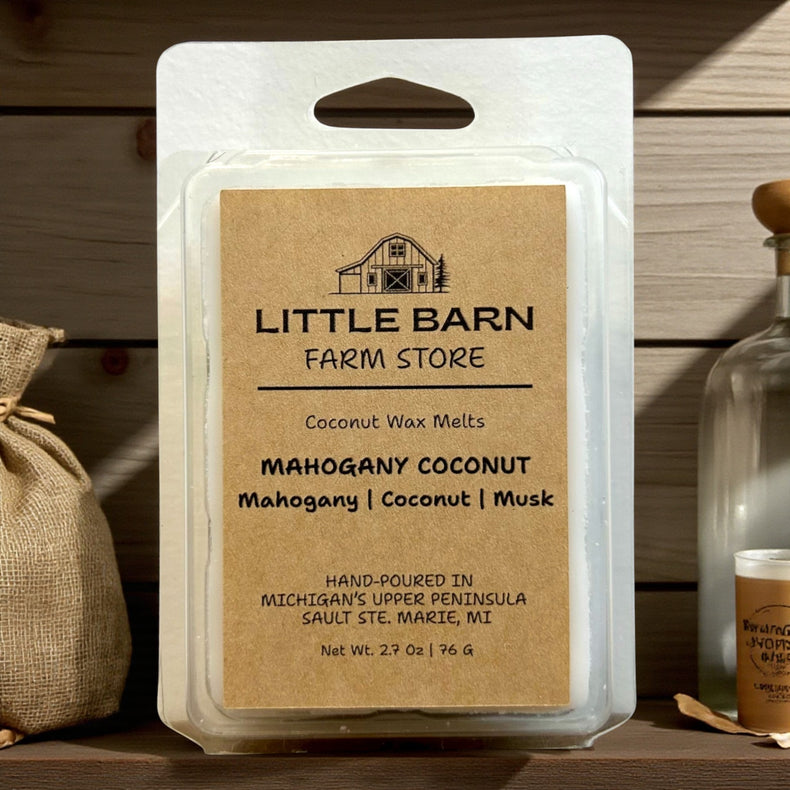 LITTLE BARN
FARM STORE
Coconut Wax Melts
MAHOGANY COCONUT
Mahogany | Coconut | Musk
HAND-POURED IN
MICHIGAN'S UPPER PENINSULA
SAULT STE. MARIE, MI
Net Wt. 2.7 Oz | 76 G